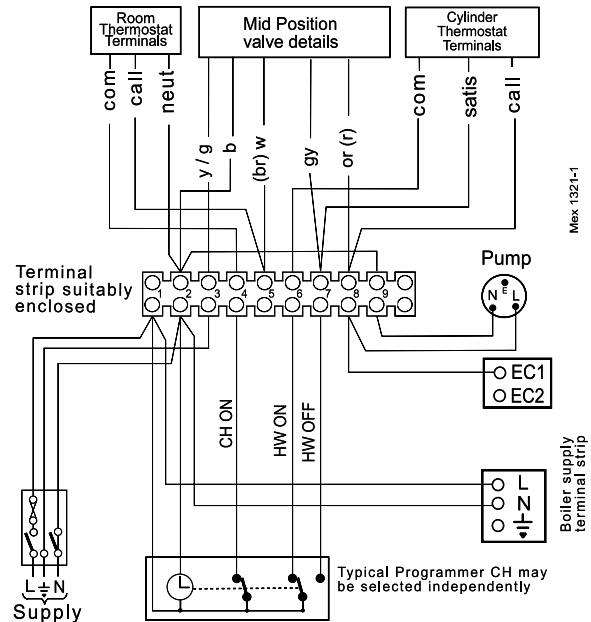 Room
Thermostat
Terminals
Mid Position
valve details
Cylinder
Thermostat
Terminals
com
call
neut
y / g
b
(br) w
gy
or (r)
com
satis
call
Mex 1321-1
Terminal
strip suitably
enclosed
1
2
3
4
5
6
7
8
9
Pump
N
E
L
EC1
EC2
CH ON
HW ON
HW OFF
L
N
Boiler supply
terminal strip
L
N
Supply
Typical Programmer CH may
be selected independently